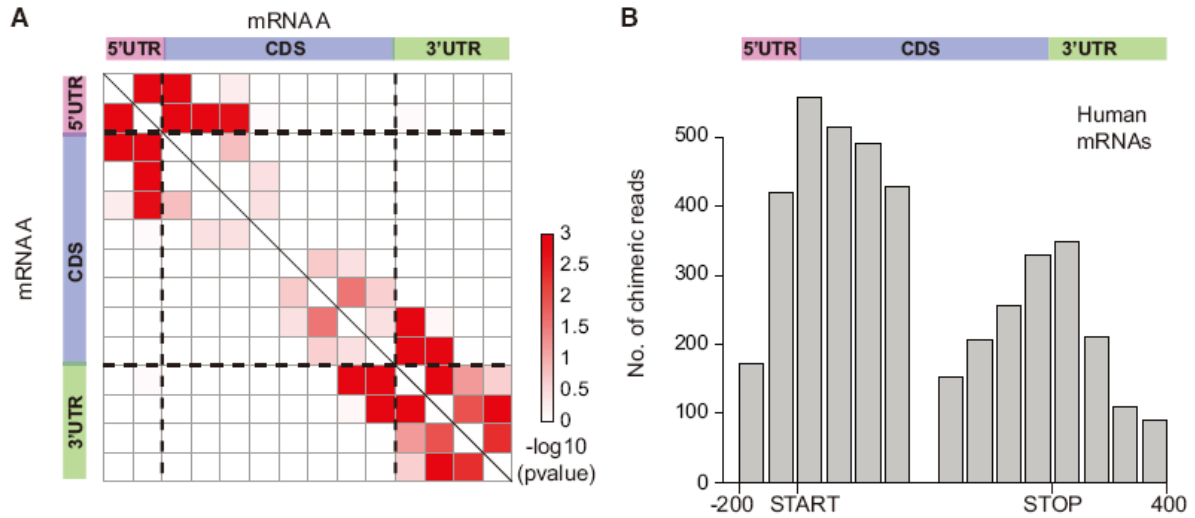 A
mRNA A
5'UTR CDS 3'UTR
mRNA A
5'UTR
CDS
3'UTR
3
2.5
2
1.5
1
0.5
0
-log10
(pvalue)
B
5'UTR CDS 3'UTR
Human
mRNAs
No. of chimeric reads
500
400
300
200
100
0
-200 START STOP 400